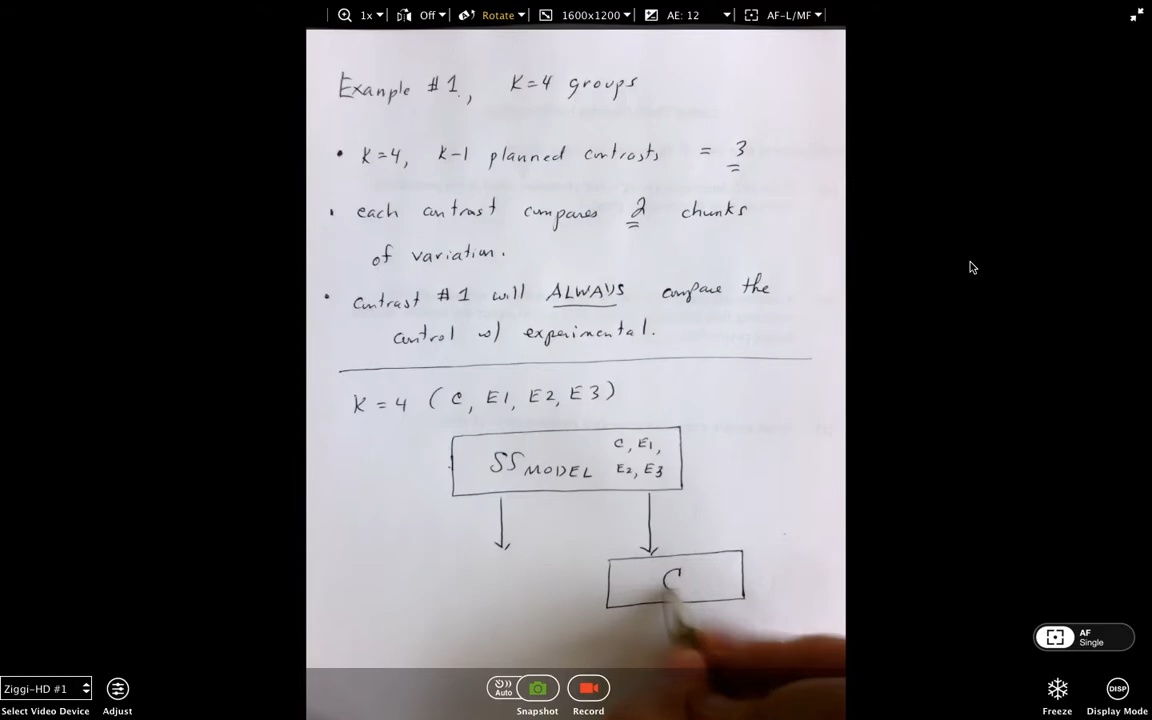 1x Off Rotate 1600x1200 AE: 12 AF-L/MF
Example #1, K=4 groups
• K=4, K-1 planned contrasts = 3
• each contrast compares 2 chunks
of variation.
• contrast #1 will ALWAYS compare the
control w/ experimental.
K = 4 ( C, E1, E2, E3 )
SS MODEL C, E1,
E2, E3
C
AF
Single
Ziggi-HD #1
Auto
Select Video Device Adjust Snapshot Record Freeze Display Mode
DISP